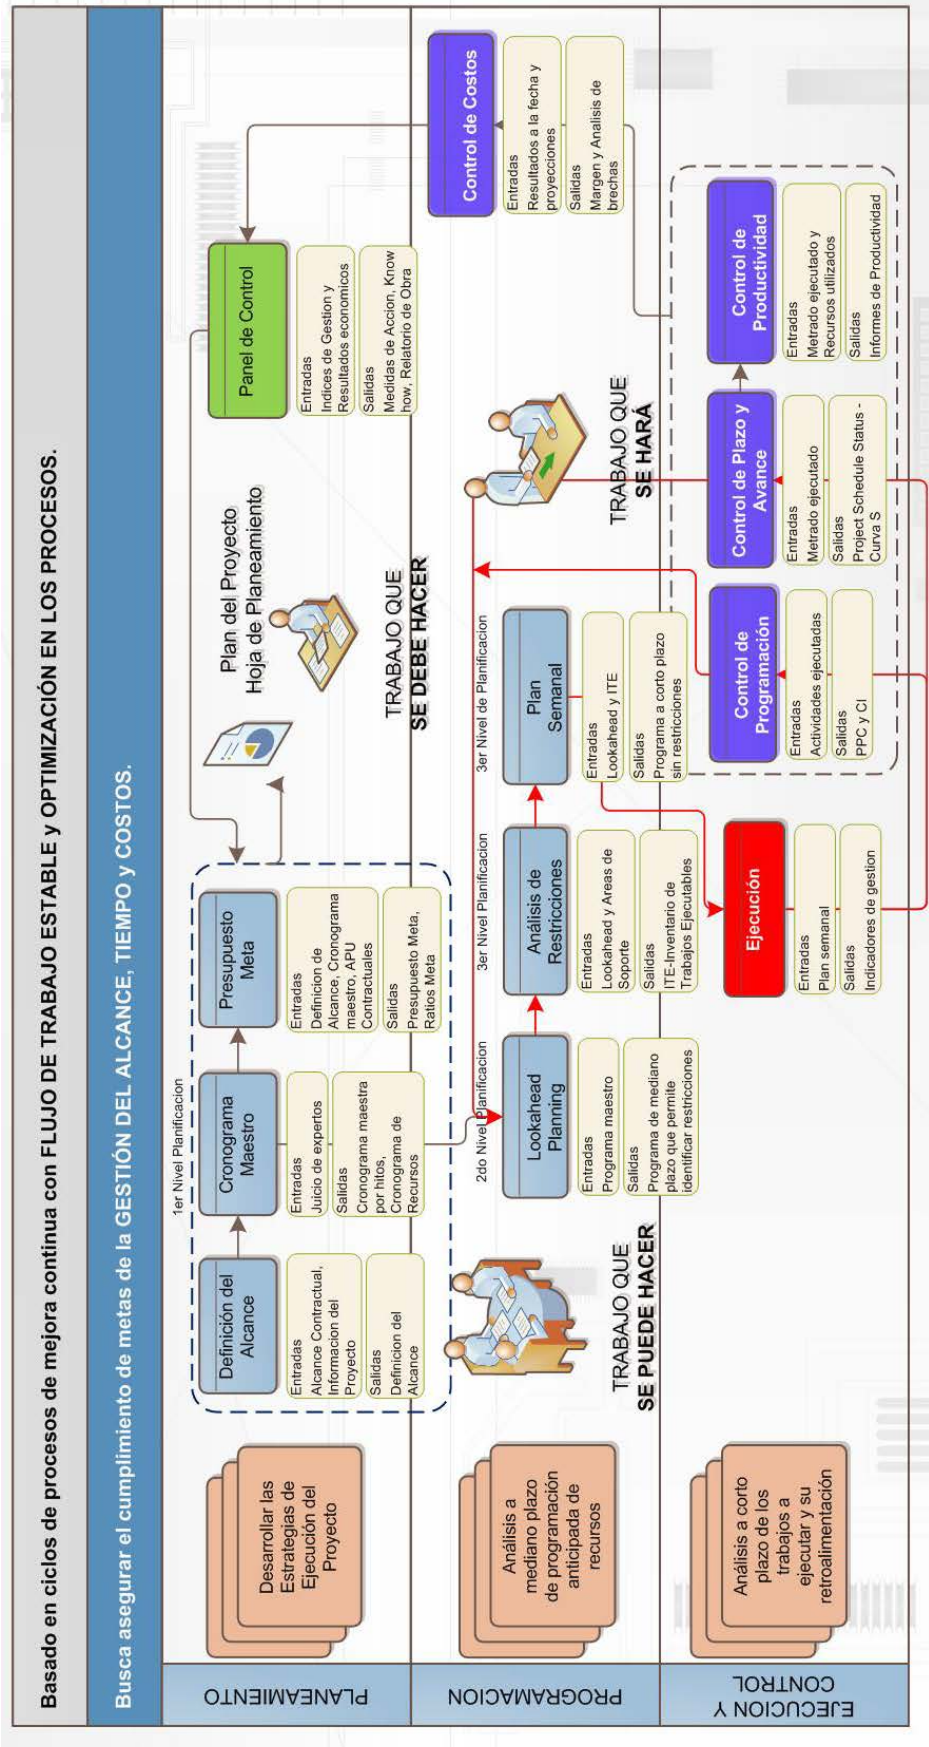 Basado en ciclos de procesos de mejora continua con FLUJO DE TRABAJO ESTABLE y OPTIMIZACIÓN EN LOS PROCESOS.
Busca asegurar el cumplimiento de metas de la GESTIÓN DEL ALCANCE, TIEMPO y COSTOS.
PLANEAMIENTO
Desarrollar las
Estrategias de
Ejecución del
Proyecto
1er Nivel Planificacion
Definición del
Alcance
Entradas
Alcance Contractual,
Informacion del
Proyecto
Salidas
Definicion del
Alcance
Cronograma
Maestro
Entradas
Juicio de expertos
Salidas
Cronograma maestra
por hitos,
Cronograma de
Recursos
Presupuesto
Meta
Entradas
Definicion de
Alcance, Cronograma
maestro, APU
Contractuales
Salidas
Presupuesto Meta,
Ratios Meta
Plan del Proyecto
Hoja de Planeamiento
TRABAJO QUE
SE DEBE HACER
Panel de Control
Entradas
Indices de Gestion y
Resultados economicos
Salidas
Medidas de Accion, Know
how, Relatorio de Obra
PROGRAMACION
Análisis a
mediano plazo
de programación
anticipada de
recursos
TRABAJO QUE
SE PUEDE HACER
2do Nivel Planificacion
Lookahead
Planning
Entradas
Programa maestro
Salidas
Programa de mediano
plazo que permite
identificar restricciones
3er Nivel Planificacion
Análisis de
Restricciones
Entradas
Lookahead y Areas de
Soporte
Salidas
ITE-Inventario de
Trabajos Ejecutables
3er Nivel de Planificacion
Plan
Semanal
Entradas
Lookahead y ITE
Salidas
Programa a corto plazo
sin restricciones
TRABAJO QUE
SE HARÁ
Control de Costos
Entradas
Resultados a la fecha y
proyecciones
Salidas
Margen y Analisis de
brechas
EJECUCION Y
CONTROL
Análisis a corto
plazo de los
trabajos a
ejecutar y su
retroalimentación
Ejecución
Entradas
Plan semanal
Salidas
Indicadores de gestion
Control de
Programación
Entradas
Actividades ejecutadas
Salidas
PPC y CI
Control de Plazo y
Avance
Entradas
Metrado ejecutado
Salidas
Project Schedule Status -
Curva S
Control de
Productividad
Entradas
Metrado ejecutado y
Recursos utilizados
Salidas
Informes de Productividad